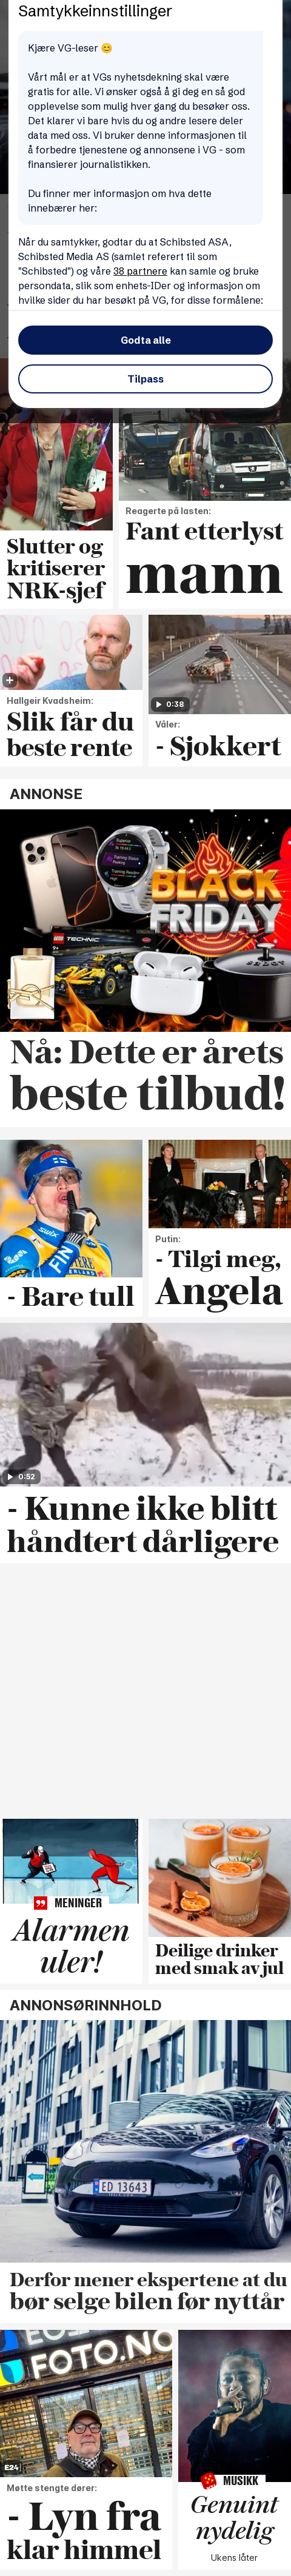 Samtykkeinnstillinger
Kjære VG-leser 😊
Vårt mål er at VGs nyhetsdekning skal være
gratis for alle. Vi ønsker også å gi deg en så god
opplevelse som mulig hver gang du besøker oss.
Det klarer vi bare hvis du og andre lesere deler
data med oss. Vi bruker denne informasjonen til
å forbedre tjenestene og annonsene i VG - som
finansierer journalistikken.
Du finner mer informasjon om hva dette
innebærer her:
Når du samtykker, godtar du at Schibsted ASA,
Schibsted Media AS (samlet referert til som
"Schibsted") og våre 38 partnere kan samle og bruke
persondata, slik som enhets-IDer og informasjon om
hvilke sider du har besøkt på VG, for disse formålene:
Godta alle
Tilpass
Slutter og
kritiserer
NRK-sjef
Reagerte på lasten:
Fant etterlyst
mann
Hallgeir Kvadsheim:
Slik får du
beste rente
0:38
Våler:
- Sjokkert
ANNONSE
BLACK
FRIDAY
LEGO TECHNIC
Nå: Dette er årets
beste tilbud!
swix
FIN
- Bare tull
Putin:
- Tilgi meg,
Angela
0:52
- Kunne ikke blitt
håndtert dårligere
MENINGER
Alarmen
uler!
Deilige drinker
med smak av jul
ANNONSØRINNHOLD
ED 13643
Derfor mener ekspertene at du
bør selge bilen før nyttår
FOTO.NO
E24
Møtte stengte dører:
- Lyn fra
klar himmel
MUSIKK
Genuint
nydelig
Ukens låter